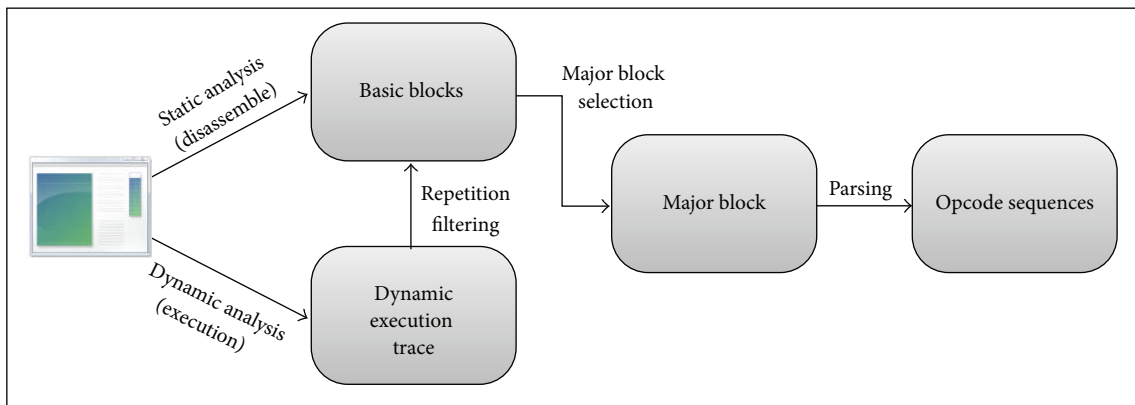 Static analysis
(disassemble)
Basic blocks
Major block
selection
Repetition
filtering
Major block
Parsing
Opcode sequences
Dynamic analysis
(execution)
Dynamic
execution
trace